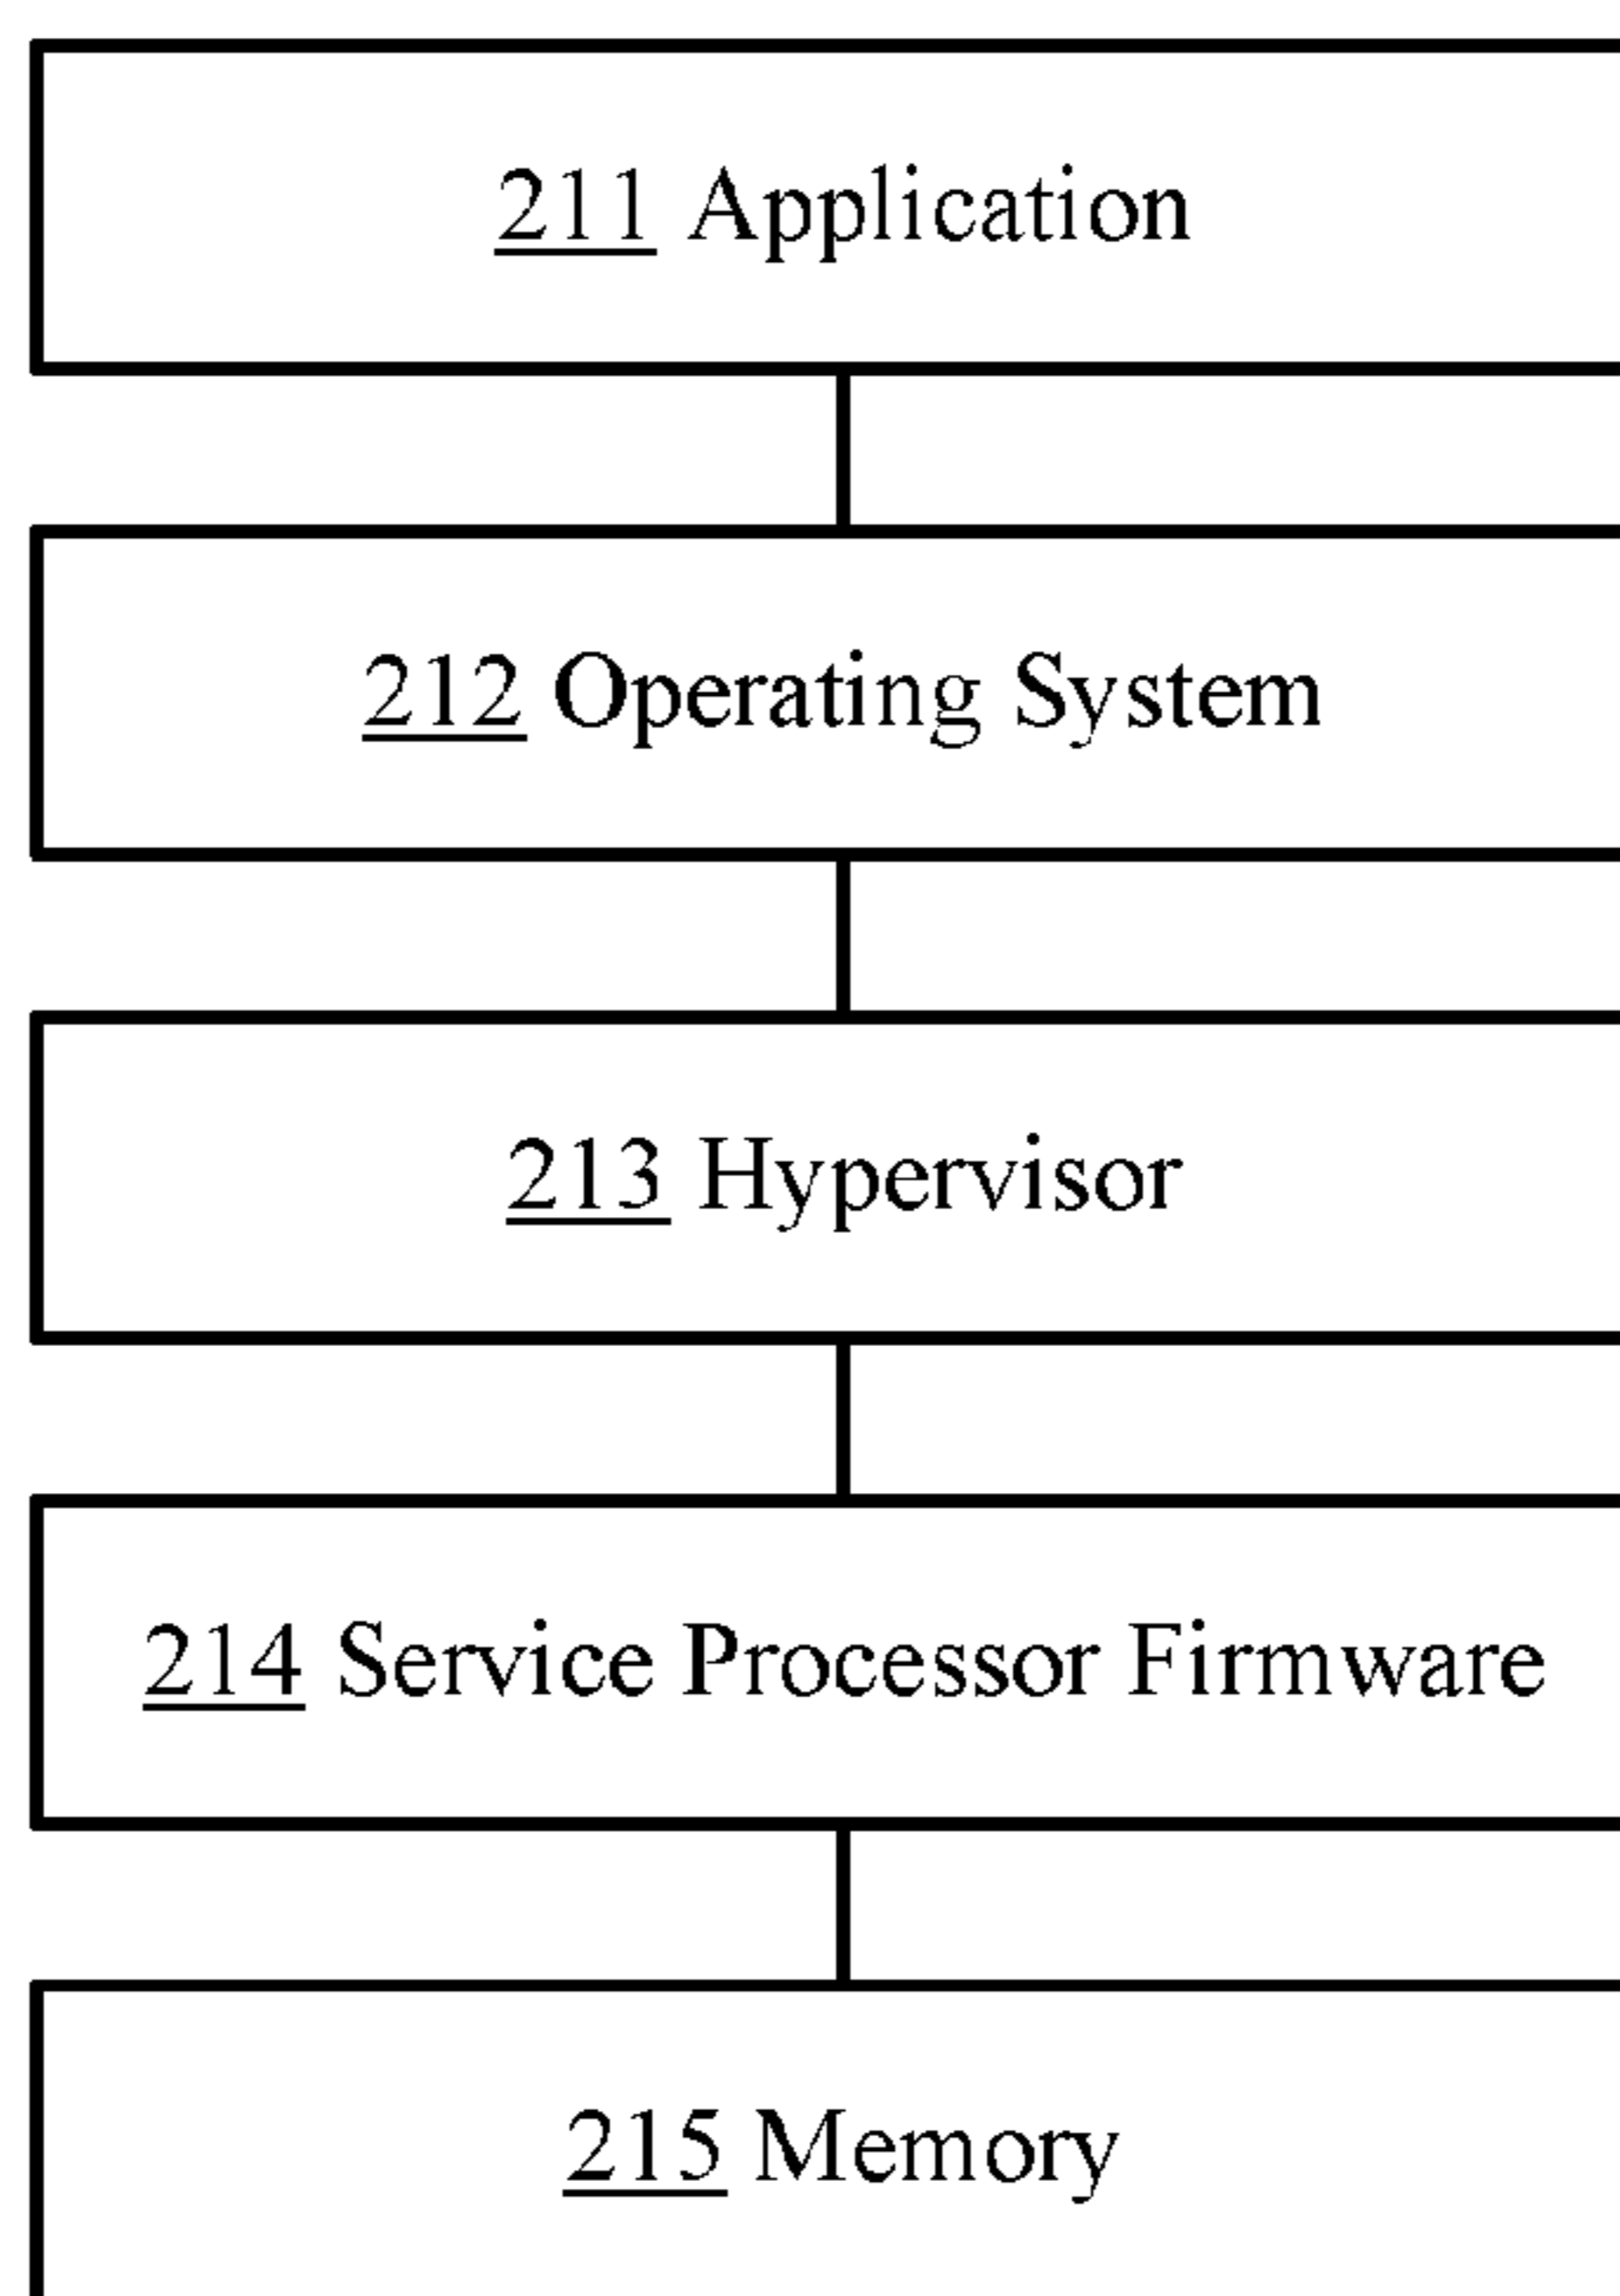 211 Application
212 Operating System
213 Hypervisor
214 Service Processor Firmware
215 Memory